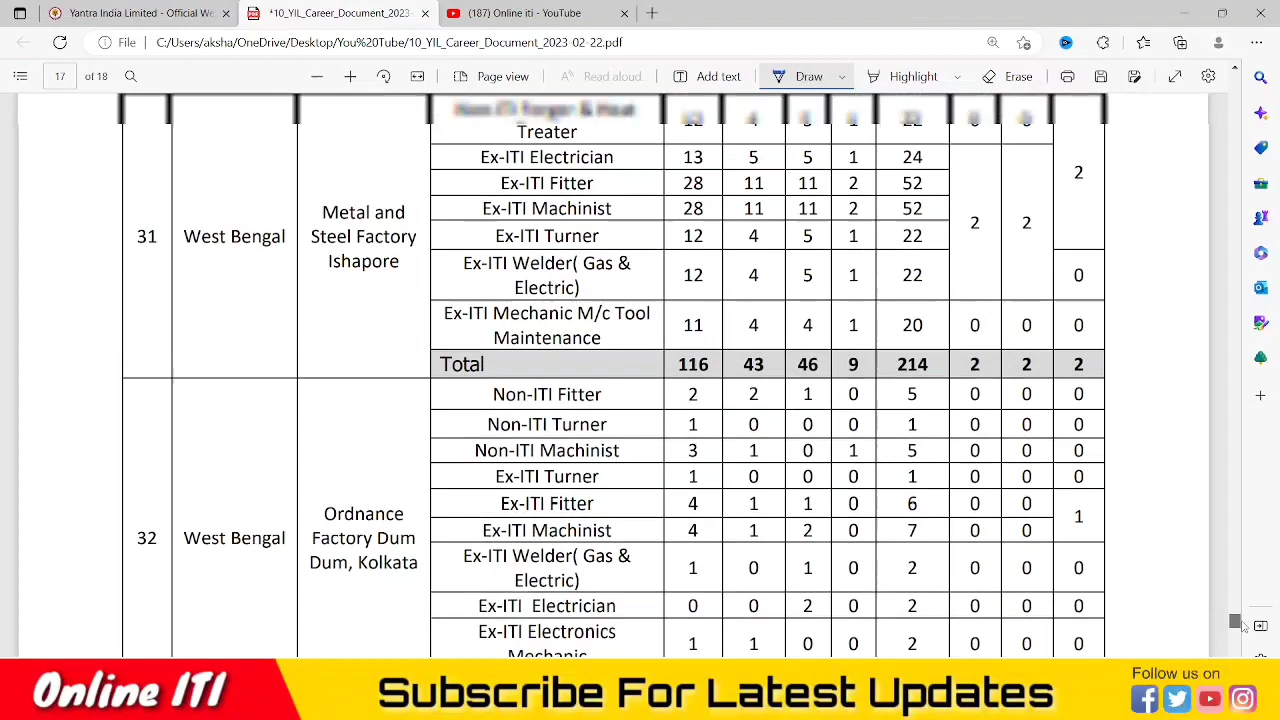 Yantra India Limited - Official We
*10_YIL_Career_Document_2023-
(187) Online iti - YouTube
File
C:/Users/aksha/OneDrive/Desktop/You%20Tube/10_YIL_Career_Document_2023-02-22.pdf
17 of 18
Page view
Read aloud
Add text
Draw
Highlight
Erase
Non-ITI Forger & Heat
Treater
Ex-ITI Electrician 13 5 5 1 24
Ex-ITI Fitter 28 11 11 2 52
2
Metal and
Ex-ITI Machinist 28 11 11 2 52
31 West Bengal Steel Factory
2 2
Ex-ITI Turner 12 4 5 1 22
Ishapore
Ex-ITI Welder( Gas &
Electric) 12 4 5 1 22 0
Ex-ITI Mechanic M/c Tool
Maintenance 11 4 4 1 20 0 0 0
Total 116 43 46 9 214 2 2 2
Non-ITI Fitter 2 2 1 0 5 0 0 0
Non-ITI Turner 1 0 0 0 1 0 0 0
Non-ITI Machinist 3 1 0 1 5 0 0 0
Ex-ITI Turner 1 0 0 0 1 0 0 0
Ex-ITI Fitter 4 1 1 0 6 0 0
1
Ordnance
Ex-ITI Machinist 4 1 2 0 7 0 0
32 West Bengal Factory Dum
Dum, Kolkata
Ex-ITI Welder( Gas &
Electric) 1 0 1 0 2 0 0 0
Ex-ITI Electrician 0 0 2 0 2 0 0 0
Ex-ITI Electronics
Mechanic 1 1 0 0 2 0 0 0
Online ITI
Subscribe For Latest Updates
Follow us on